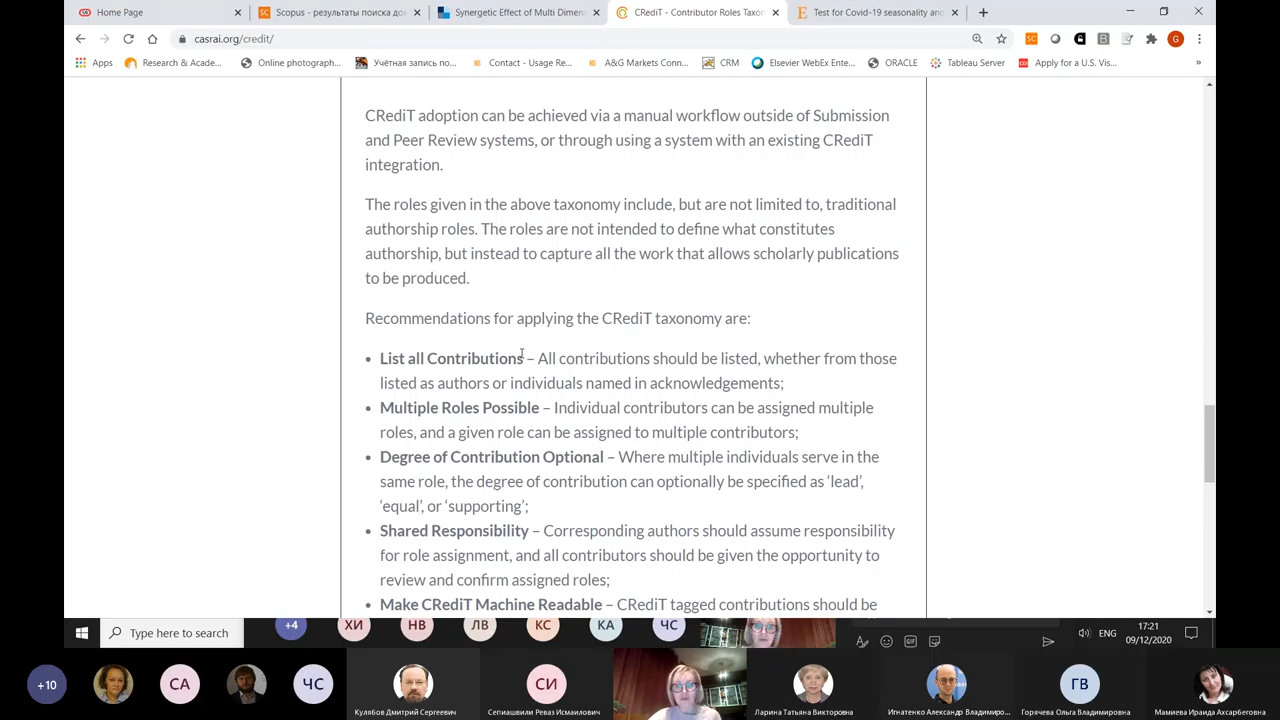 Home Page
Scopus - результаты поиска до
Synergetic Effect of Multi Dimen
CRediT - Contributor Roles Taxon
Test for Covid-19 seasonality an
casrai.org/credit/
Apps
Research & Acade...
Online photograph...
Учётная запись по...
Contact - Usage Re...
A&G Markets Conn...
CRM
Elsevier WebEx Ente...
ORACLE
Tableau Server
Apply for a U.S. Vis...
CRediT adoption can be achieved via a manual workflow outside of Submission
and Peer Review systems, or through using a system with an existing CRediT
integration.
The roles given in the above taxonomy include, but are not limited to, traditional
authorship roles. The roles are not intended to define what constitutes
authorship, but instead to capture all the work that allows scholarly publications
to be produced.
Recommendations for applying the CRediT taxonomy are:
• List all Contributions – All contributions should be listed, whether from those
listed as authors or individuals named in acknowledgements;
• Multiple Roles Possible – Individual contributors can be assigned multiple
roles, and a given role can be assigned to multiple contributors;
• Degree of Contribution Optional – Where multiple individuals serve in the
same role, the degree of contribution can optionally be specified as ‘lead’,
‘equal’, or ‘supporting’;
• Shared Responsibility – Corresponding authors should assume responsibility
for role assignment, and all contributors should be given the opportunity to
review and confirm assigned roles;
• Make CRediT Machine Readable – CRediT tagged contributions should be
Type here to search
+4
ХИ
НВ
ЛВ
КС
КА
ЧС
ENG
17:21
09/12/2020
+10
СА
ЧС
СИ
ГВ
Кулябов Дмитрий Сергеевич
Сепиашвили Реваз Исмаилович
Ларина Татьяна Викторовна
Игнатенко Александр Владимиро...
Горячева Ольга Владимировна
Мамиева Ираида Ахсарбеговна